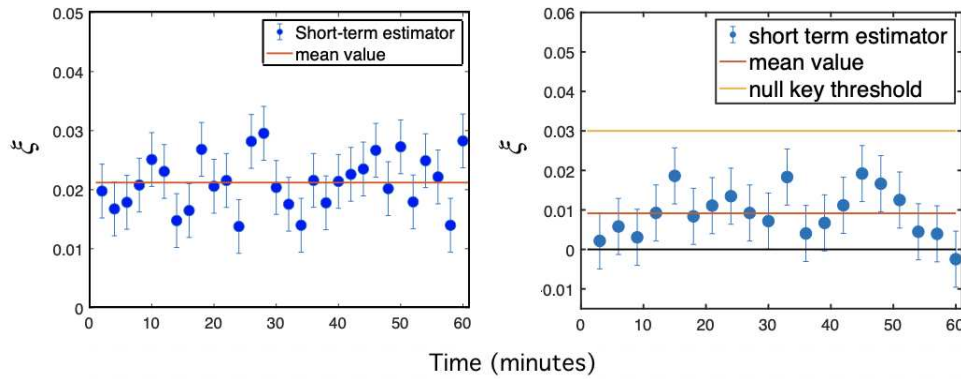 0.05
0.04
0.03
0.02
0.01
0
ξ
0 10 20 30 40 50 60
Short-term estimator
mean value
0.06
0.05
0.04
0.03
0.02
0.01
0
-0.01
ξ
0 10 20 30 40 50 60
short term estimator
mean value
null key threshold
Time (minutes)